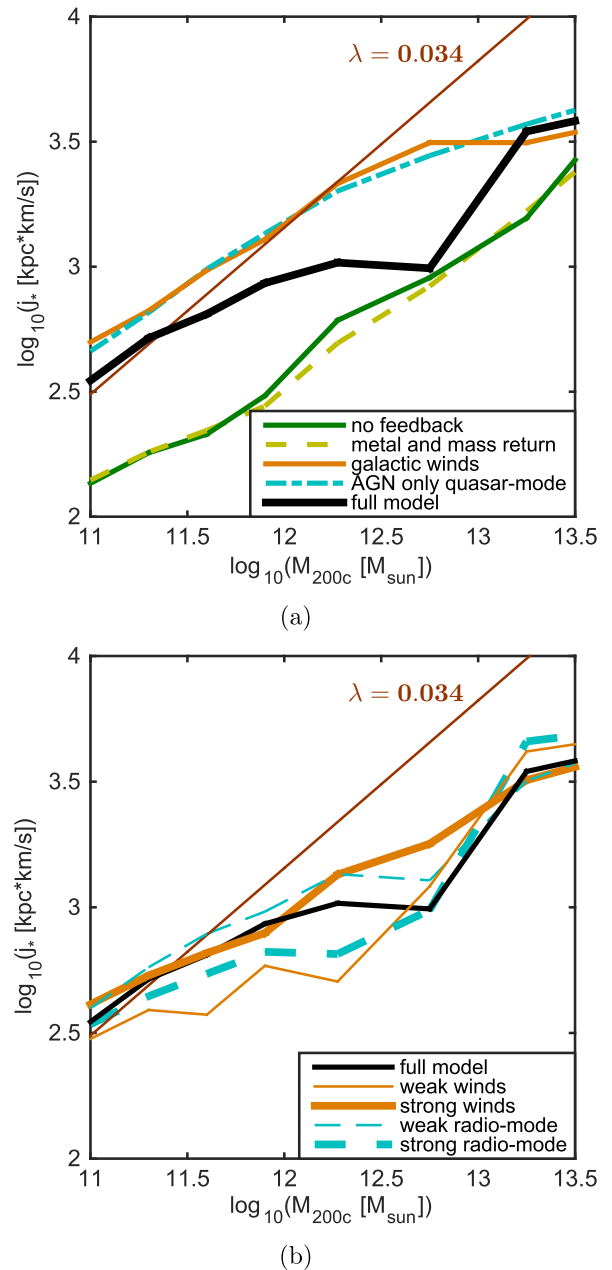 4
λ = 0.034
3.5
log10(j* [kpc*km/s])
3
2.5
no feedback
metal and mass return
galactic winds
AGN only quasar-mode
full model
2
11 11.5 12 12.5 13 13.5
log10(M200c [Msun])
(a)
4
λ = 0.034
3.5
log10(j* [kpc*km/s])
3
2.5
full model
weak winds
strong winds
weak radio-mode
strong radio-mode
2
11 11.5 12 12.5 13 13.5
log10(M200c [Msun])
(b)